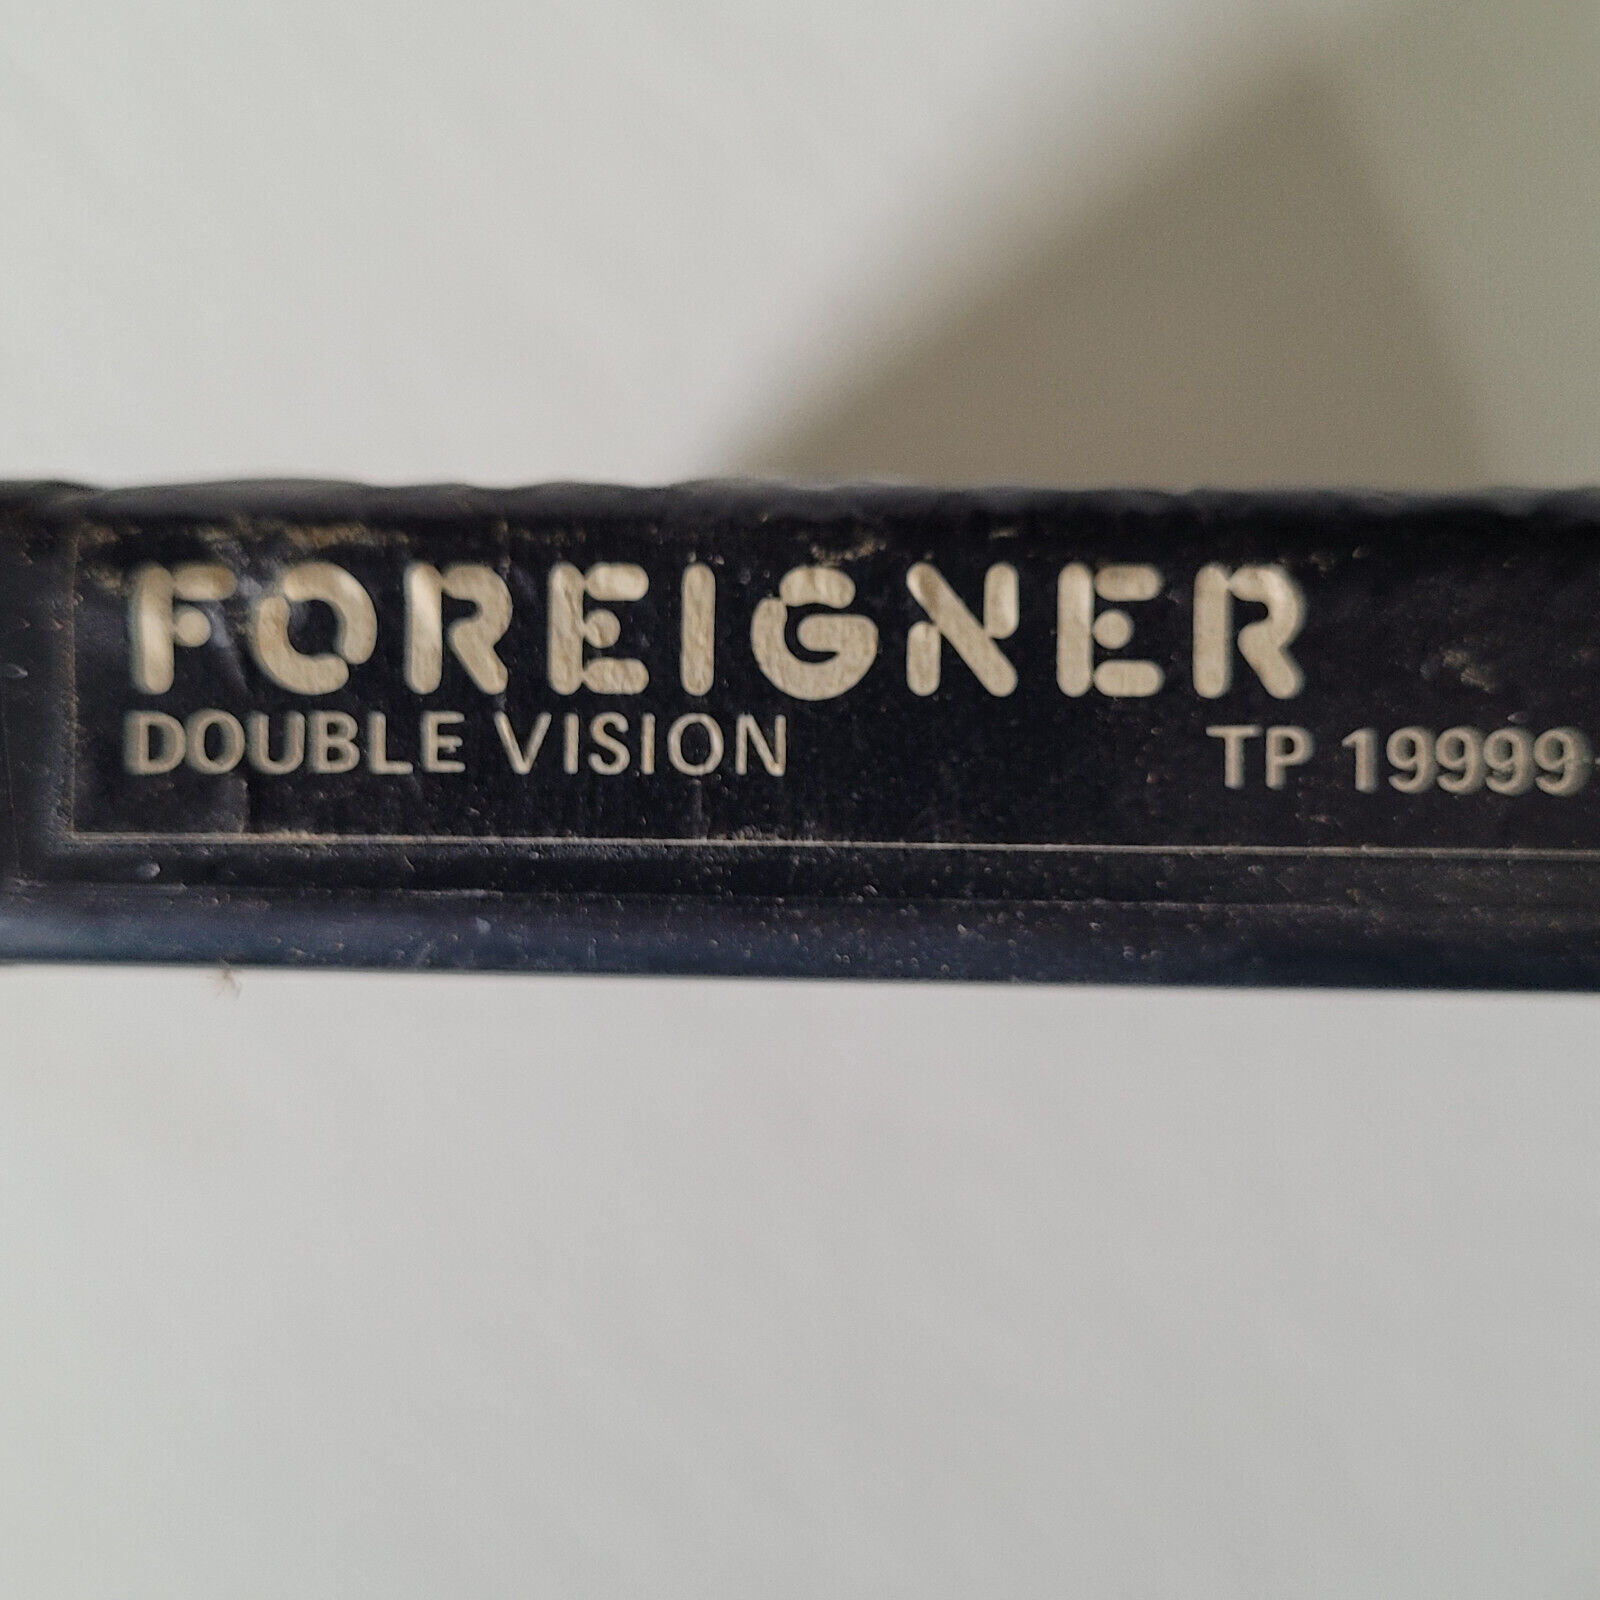 FOREIGNER
DOUBLE VISION TP 19999-